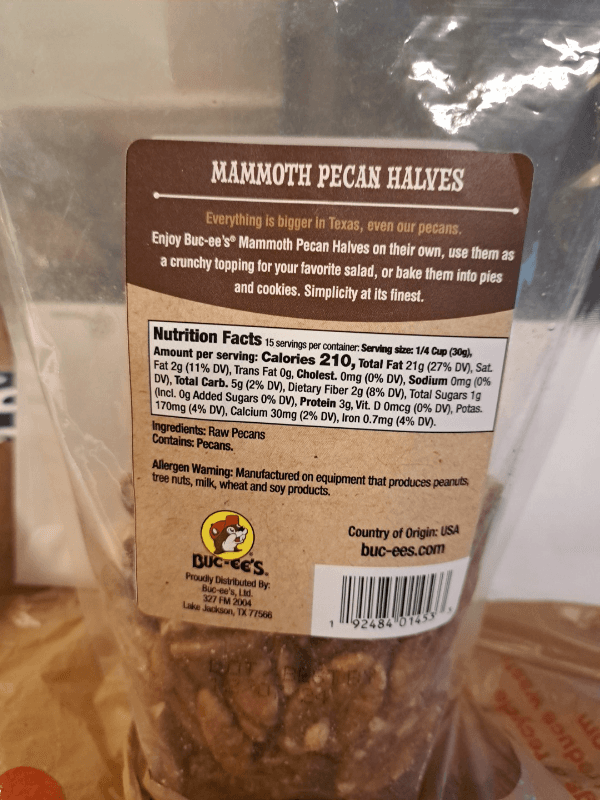 MAMMOTH PECAN HALVES
Everything is bigger in Texas, even our pecans.
Enjoy Buc-ee's® Mammoth Pecan Halves on their own, use them as
a crunchy topping for your favorite salad, or bake them into pies
and cookies. Simplicity at its finest.
Nutrition Facts 15 servings per container: Serving size: 1/4 Cup (30g),
Amount per serving: Calories 210, Total Fat 21g (27% DV), Sat.
Fat 2g (11% DV), Trans Fat 0g, Cholest. 0mg (0% DV), Sodium 0mg (0%
DV), Total Carb. 5g (2% DV), Dietary Fiber 2g (8% DV), Total Sugars 1g
(Incl. 0g Added Sugars 0% DV), Protein 3g, Vit. D 0mcg (0% DV), Potas.
170mg (4% DV), Calcium 30mg (2% DV), Iron 0.7mg (4% DV).
Ingredients: Raw Pecans
Contains: Pecans.
Allergen Warning: Manufactured on equipment that produces peanuts,
tree nuts, milk, wheat and soy products.
BUC-EE'S
Proudly Distributed By:
Buc-ee's, Ltd.
327 FM 2004
Lake Jackson, TX 77566
Country of Origin: USA
buc-ees.com
1 92484 01453
recycle